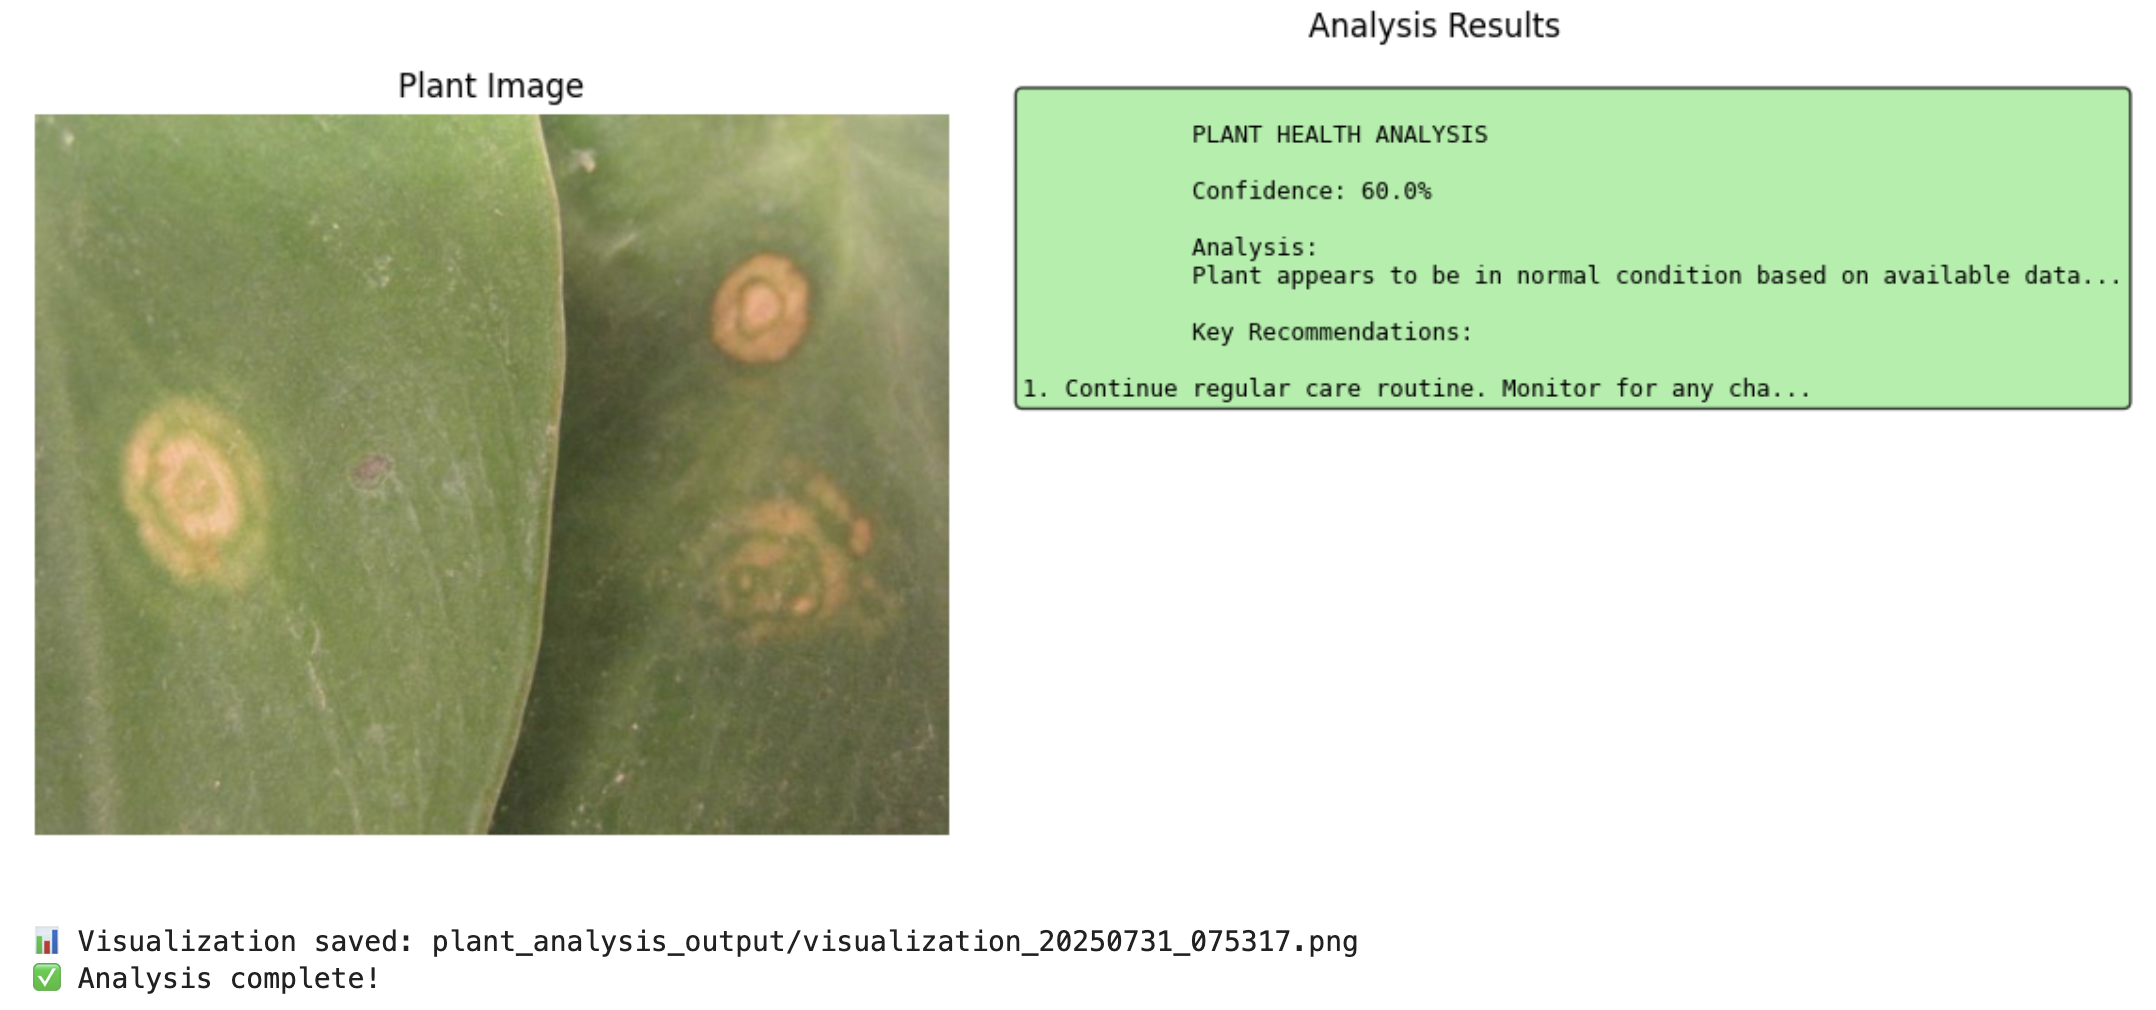 Analysis Results
Plant Image
PLANT HEALTH ANALYSIS
Confidence: 60.0%
Analysis:
Plant appears to be in normal condition based on available data...
Key Recommendations:
1. Continue regular care routine. Monitor for any cha...
📊 Visualization saved: plant_analysis_output/visualization_20250731_075317.png
✅ Analysis complete!